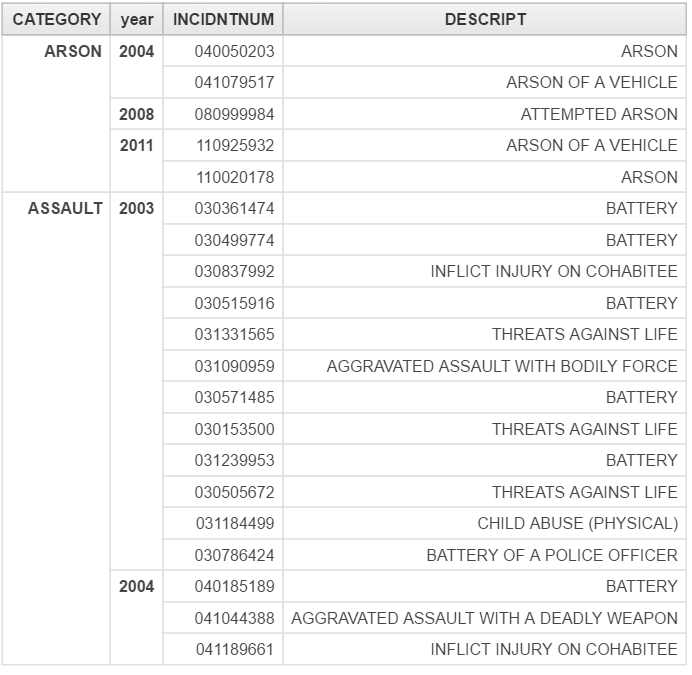 CATEGORY year INCIDNTNUM DESCRIPT
ARSON 2004 040050203 ARSON
041079517 ARSON OF A VEHICLE
2008 080999984 ATTEMPTED ARSON
2011 110925932 ARSON OF A VEHICLE
110020178 ARSON
ASSAULT 2003 030361474 BATTERY
030499774 BATTERY
030837992 INFLICT INJURY ON COHABITEE
030515916 BATTERY
031331565 THREATS AGAINST LIFE
031090959 AGGRAVATED ASSAULT WITH BODILY FORCE
030571485 BATTERY
030153500 THREATS AGAINST LIFE
031239953 BATTERY
030505672 THREATS AGAINST LIFE
031184499 CHILD ABUSE (PHYSICAL)
030786424 BATTERY OF A POLICE OFFICER
2004 040185189 BATTERY
041044388 AGGRAVATED ASSAULT WITH A DEADLY WEAPON
041189661 INFLICT INJURY ON COHABITEE